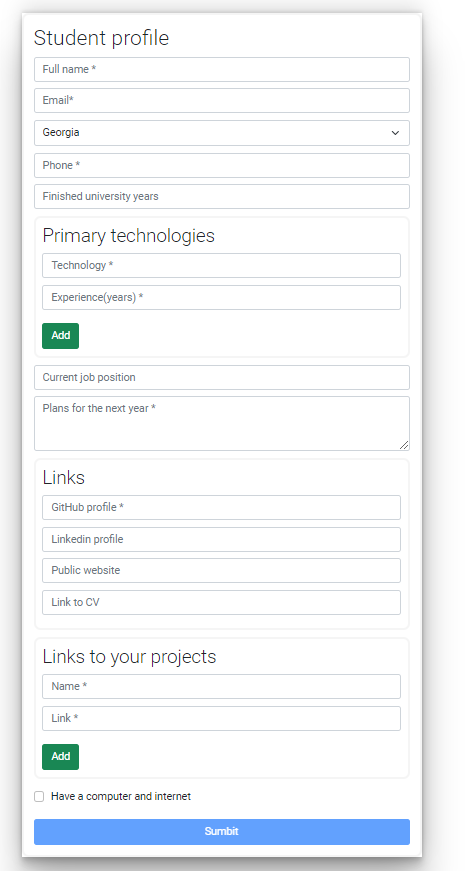 Student profile
Full name *
Email*
Georgia
Phone *
Finished university years
Primary technologies
Technology *
Experience(years) *
Add
Current job position
Plans for the next year *
Links
GitHub profile *
Linkedin profile
Public website
Link to CV
Links to your projects
Name *
Link *
Add
Have a computer and internet
Sumbit